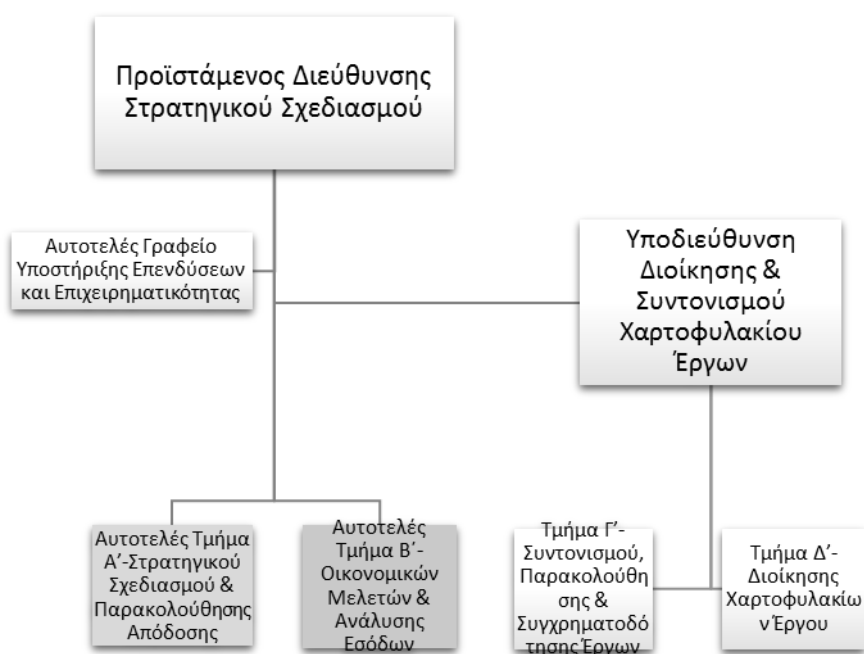 Προϊστάμενος Διεύθυνσης
Στρατηγικού Σχεδιασμού
Αυτοτελές Γραφείο
Υποστήριξης Επενδύσεων
και Επιχειρηματικότητας
Υποδιεύθυνση
Διοίκησης &
Συντονισμού
Χαρτοφυλακίου
Έργων
Αυτοτελές Τμήμα
Α’-Στρατηγικού
Σχεδιασμού &
Παρακολούθησης
Απόδοσης
Αυτοτελές
Τμήμα Β΄-
Οικονομικών
Μελετών &
Ανάλυσης
Εσόδων
Τμήμα Γ’-
Συντονισμού,
Παρακολούθη
σης &
Συγχρηματοδό
τησης Έργων
Τμήμα Δ’-
Διοίκησης
Χαρτοφυλακίω
ν Έργου